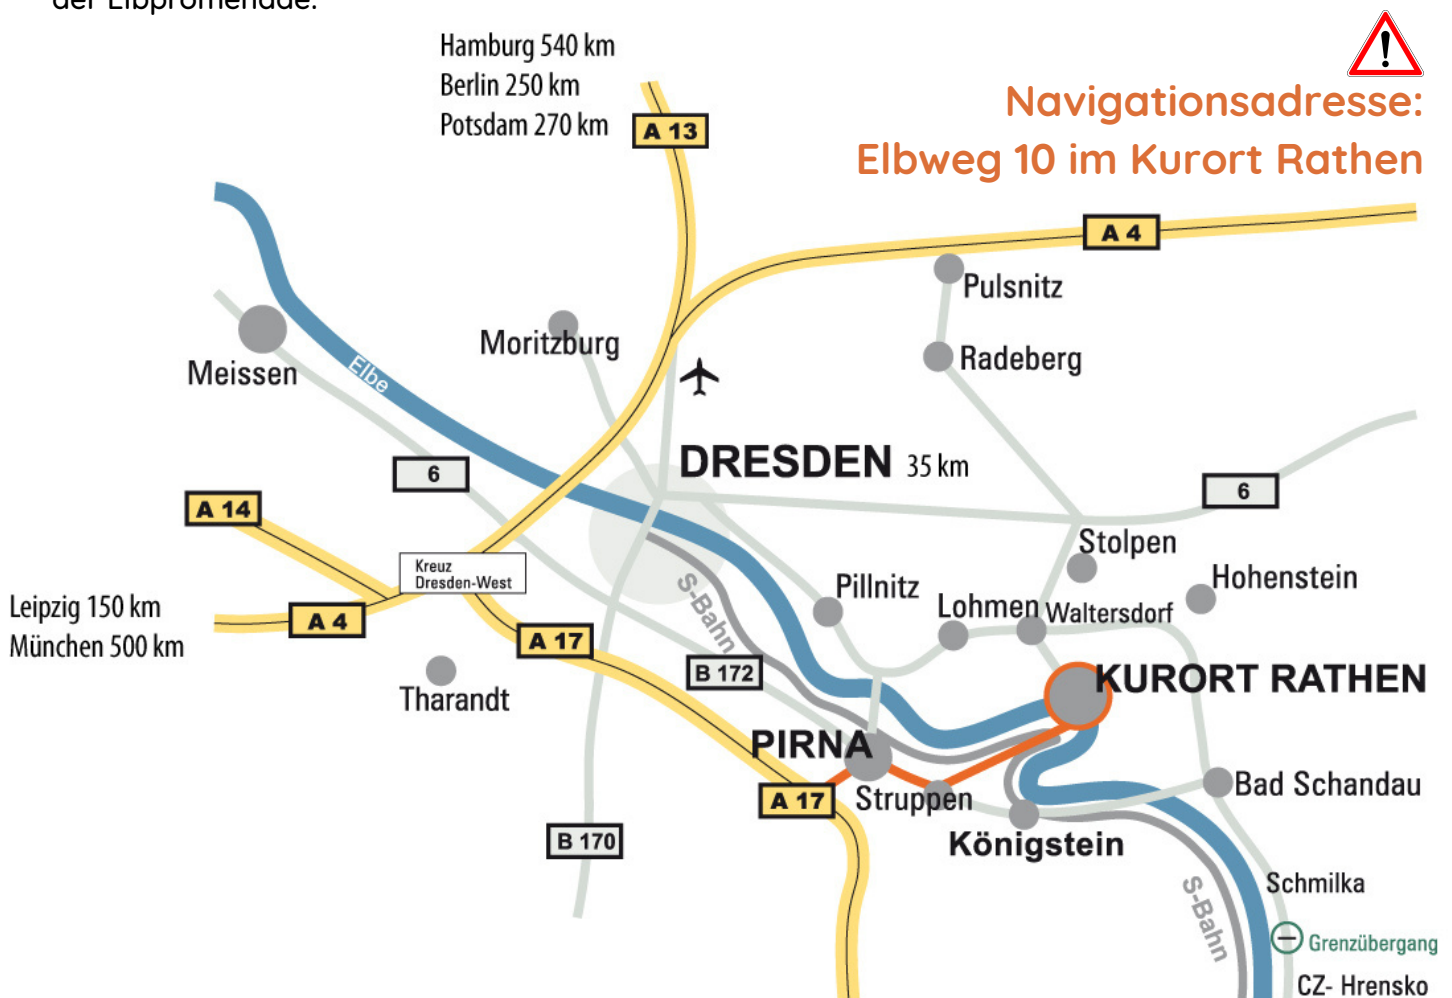 der Elbpromenade.
Hamburg 540 km
Berlin 250 km
Potsdam 270 km
A 13
Navigationsadresse:
Elbweg 10 im Kurort Rathen
A 4
Pulsnitz
Moritzburg
Radeberg
Meissen
Elbe
DRESDEN 35 km
6
6
A 14
Stolpen
Kreuz
Dresden-West
Pillnitz
Hohenstein
Leipzig 150 km
München 500 km
A 4
S-Bahn
Lohmen
Waltersdorf
A 17
B 172
KURORT RATHEN
Tharandt
PIRNA
A 17
Struppen
Bad Schandau
B 170
Königstein
Schmilka
S-Bahn
Grenzübergang
CZ- Hrensko